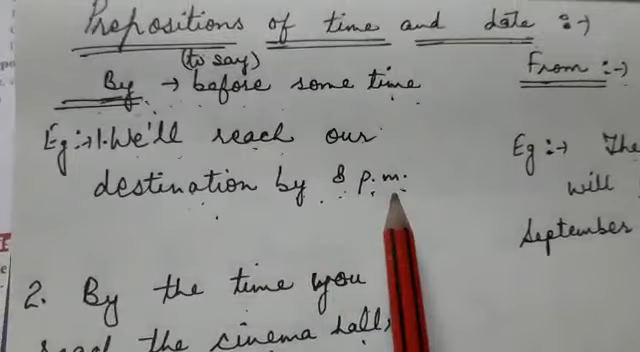 Prepositions of time and date :→
(to say)
By → before some time
From :→
Eg :→ 1. We'll reach our
destination by 8 p.m.
Eg :→ The
will
September
2. By the time you
the cinema hall,